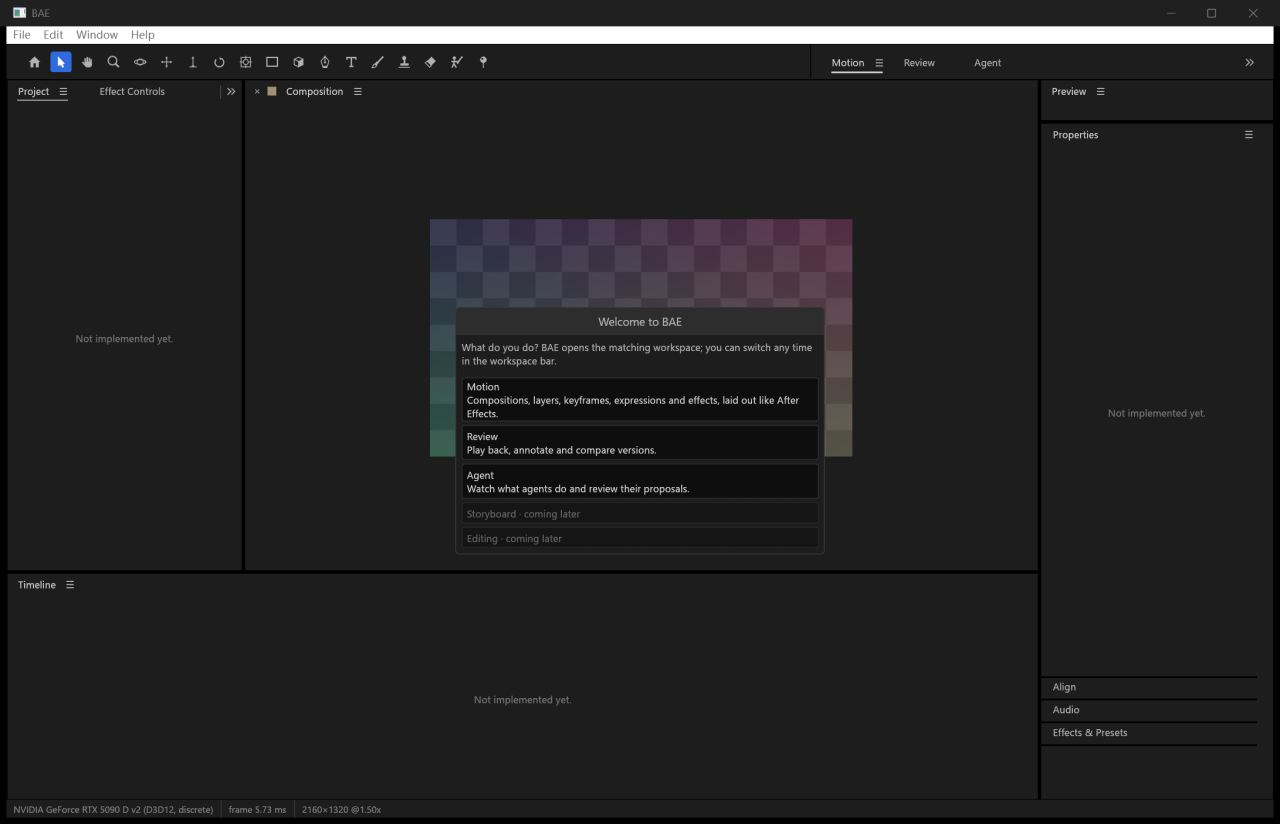 BAE
File Edit Window Help
Motion Review Agent
Project Effect Controls
Composition
Preview
Properties
Not implemented yet.
Not implemented yet.
Welcome to BAE
What do you do? BAE opens the matching workspace; you can switch any time
in the workspace bar.
Motion
Compositions, layers, keyframes, expressions and effects, laid out like After
Effects.
Review
Play back, annotate and compare versions.
Agent
Watch what agents do and review their proposals.
Storyboard · coming later
Editing · coming later
Timeline
Not implemented yet.
Align
Audio
Effects & Presets
NVIDIA GeForce RTX 5090 D v2 (D3D12, discrete) frame 5.73 ms 2160×1320 @1.50x